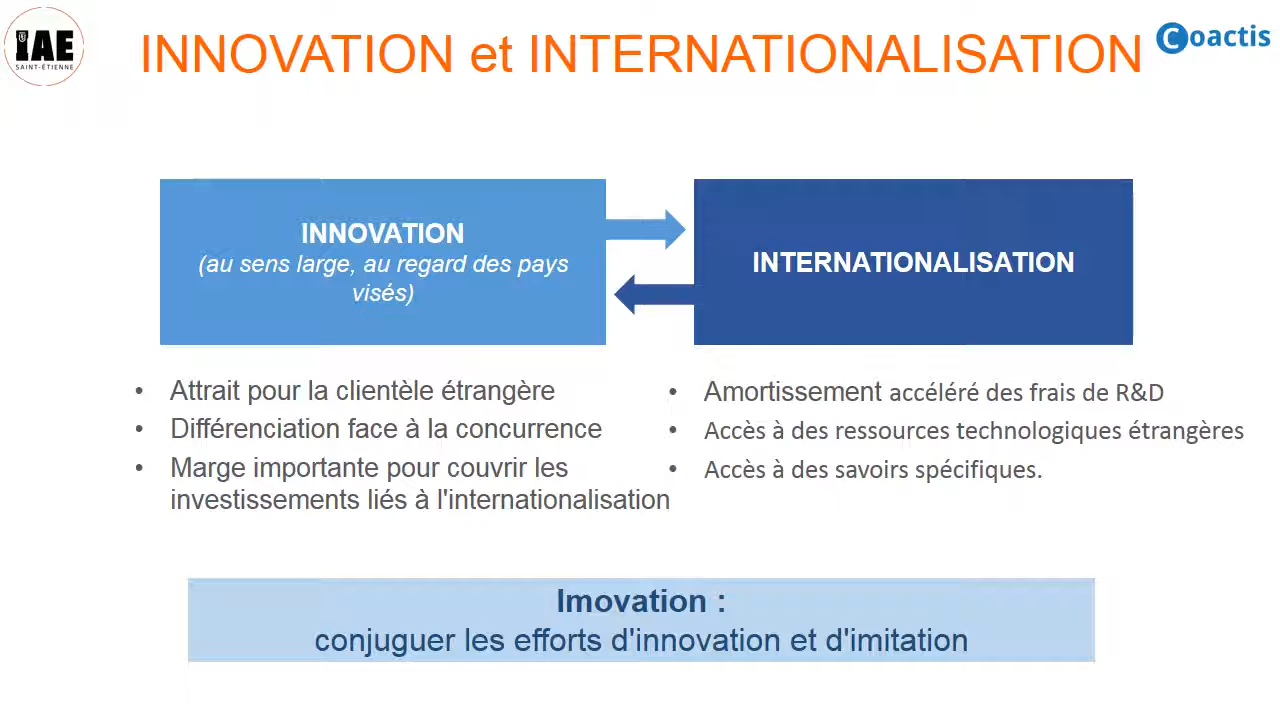 IAE
SAINT-ÉTIENNE
INNOVATION et INTERNATIONALISATION
Coactis
INNOVATION
(au sens large, au regard des pays
visés)
INTERNATIONALISATION
• Attrait pour la clientèle étrangère
• Différenciation face à la concurrence
• Marge importante pour couvrir les
investissements liés à l'internationalisation
• Amortissement accéléré des frais de R&D
• Accès à des ressources technologiques étrangères
• Accès à des savoirs spécifiques.
Imovation :
conjuguer les efforts d'innovation et d'imitation